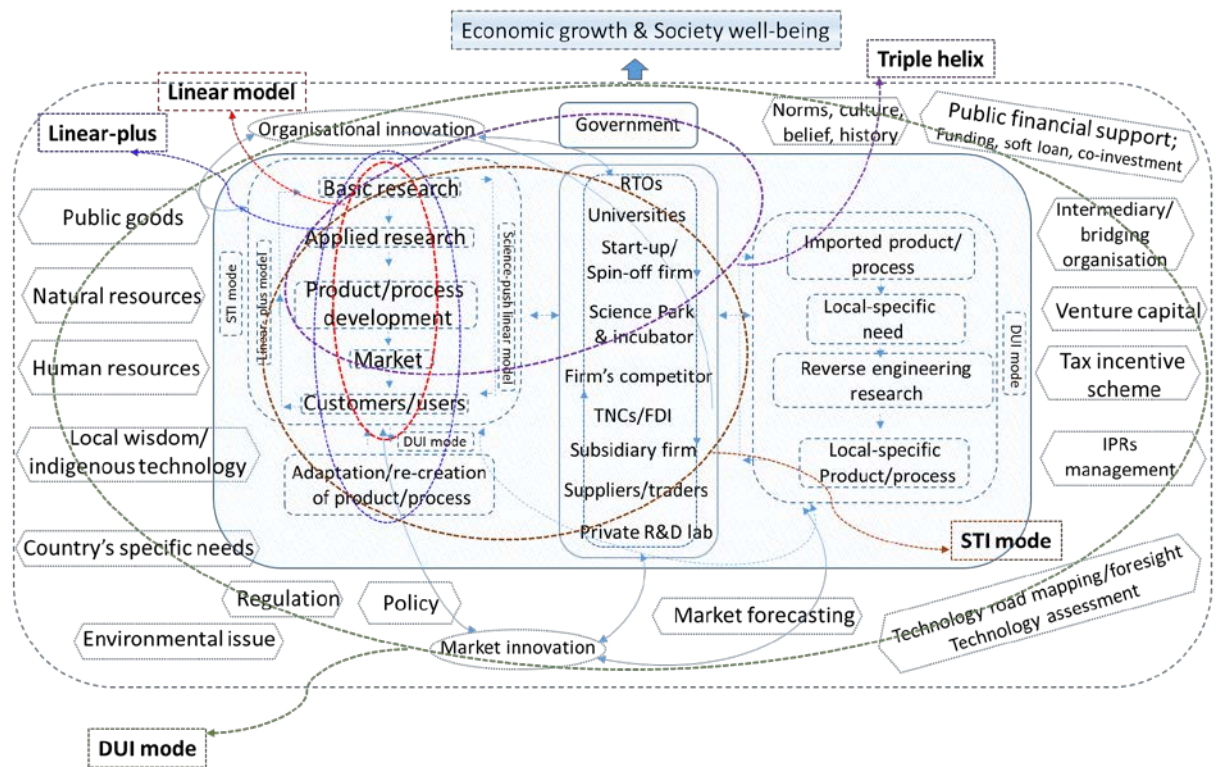 Economic growth & Society well-being
Triple helix
Linear model
Linear-plus
Organisational innovation
Government
Norms, culture,
belief, history
Public financial support;
Funding, soft loan, co-investment
Public goods
Natural resources
Human resources
Local wisdom/
indigenous technology
Country's specific needs
Regulation
Policy
Environmental issue
STI mode
Linear-plus model
Basic research
Applied research
Product/process
development
Market
Customers/users
Science-push linear model
DUI mode
Adaptation/re-creation
of product/process
RTOs
Universities
Start-up/
Spin-off firm
Science Park
& incubator
Firm's competitor
TNCs/FDI
Subsidiary firm
Suppliers/traders
Private R&D lab
Imported product/
process
Local-specific
need
Reverse engineering
research
Local-specific
Product/process
DUI mode
Intermediary/
bridging
organisation
Venture capital
Tax incentive
scheme
IPRs
management
STI mode
Technology road mapping/foresight
Technology assessment
Market forecasting
Market innovation
DUI mode